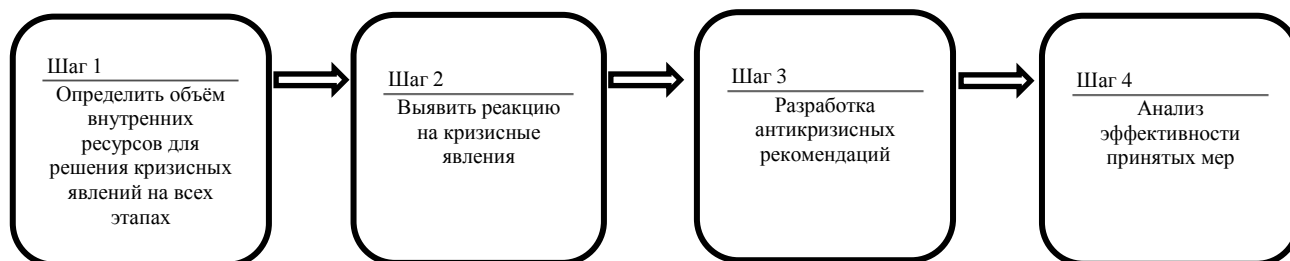 Шаг 1
Определить объём
внутренних
ресурсов для
решения кризисных
явлений на всех
этапах
Шаг 2
Выявить реакцию
на кризисные
явления
Шаг 3
Разработка
антикризисных
рекомендаций
Шаг 4
Анализ
эффективности
принятых мер